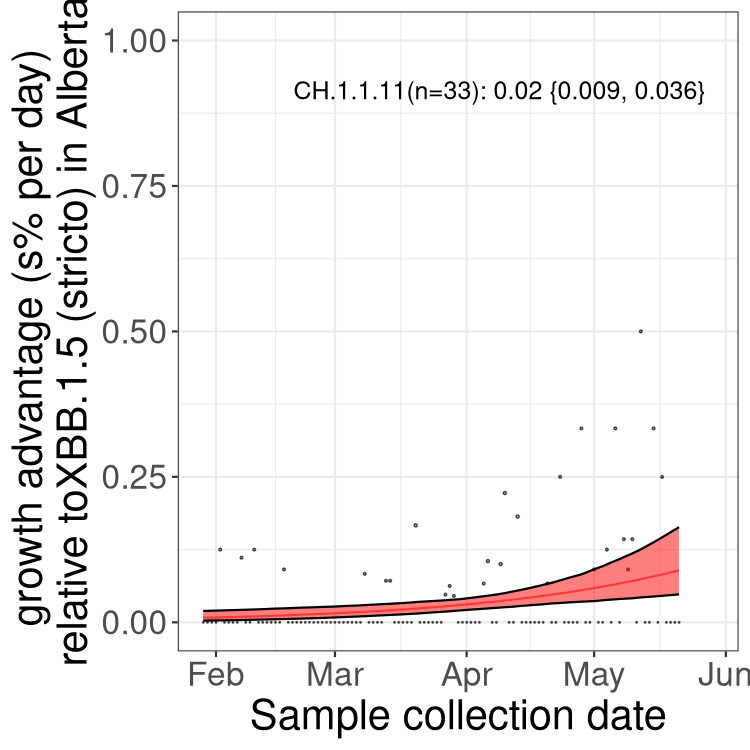 growth advantage (s% per day)
relative toXBB.1.5 (stricto) in Alberta
1.00
0.75
0.50
0.25
0.00
CH.1.1.11(n=33): 0.02 {0.009, 0.036}
Feb Mar Apr May Jun
Sample collection date